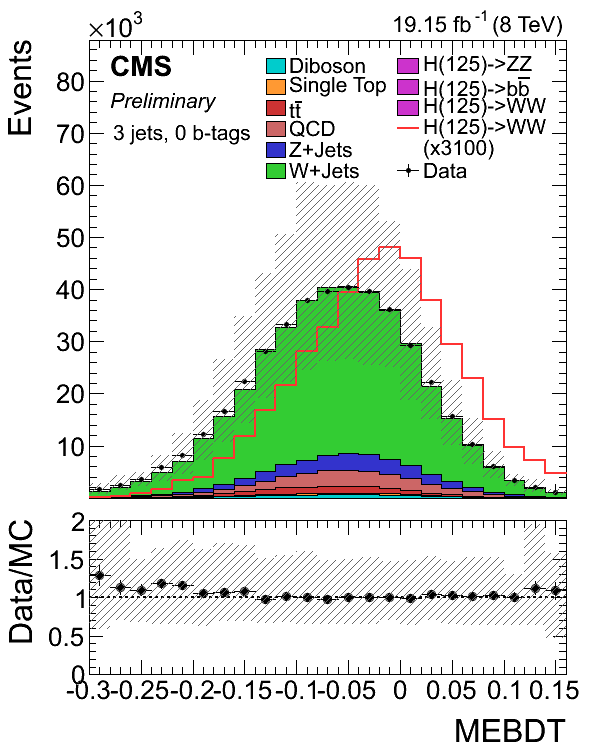 ×10³
19.15 fb⁻¹ (8 TeV)
Events
80
70
60
50
40
30
20
10
CMS
Preliminary
3 jets, 0 b-tags
Diboson
Single Top
tt̅
QCD
Z+Jets
W+Jets
H(125)->ZZ
H(125)->bb̅
H(125)->WW
H(125)->WW
(x3100)
Data
Data/MC
2
1.5
1
0.5
0
-0.3 -0.25 -0.2 -0.15 -0.1 -0.05 0 0.05 0.1 0.15
MEBDT